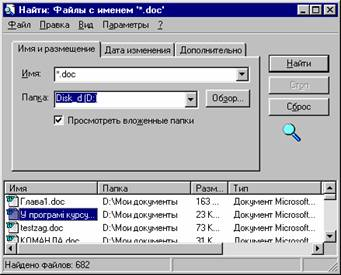 Найти: Файлы с именем '*.doc'
Файл Правка Вид Параметры ?
Имя и размещение Дата изменения Дополнительно
Имя: *.doc
Папка: Disk_d (D: Обзор...
Просмотреть вложенные папки
Найти
Стоп
Сброс
Имя Папка Разм... Тип
Глава1.doc D:\Мои документы 163 ... Документ Microsoft...
У програмі курсу... D:\Мои документы 23 К... Документ Microsoft...
testzag.doc D:\Мои документы 73 К... Документ Microsoft...
КОМАНДА.doc D:\Мои документы 31 К... Документ Microsoft...
Найдено файлов: 682